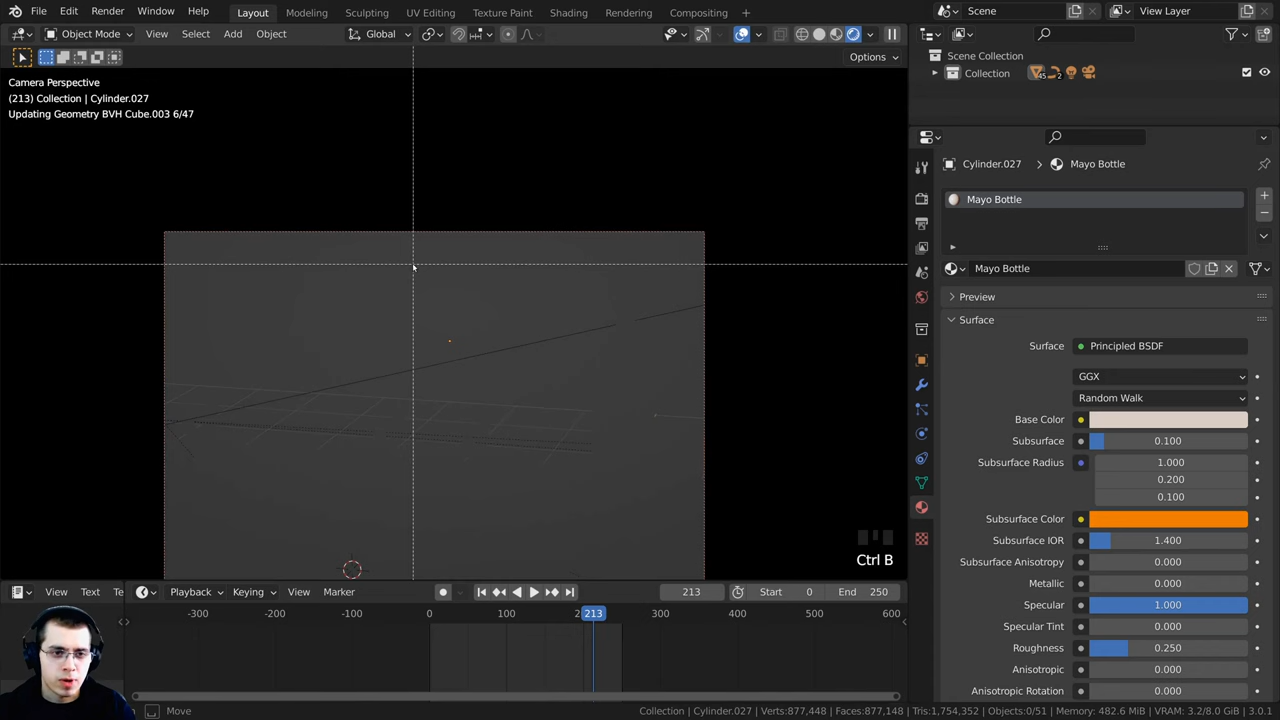 File Edit Render Window Help Layout Modeling Sculpting UV Editing Texture Paint Shading Rendering Compositing + Scene View Layer
Object Mode View Select Add Object Global
Options
Camera Perspective
(213) Collection | Cylinder.027
Updating Geometry BVH Cube.003 6/47
Scene Collection
Collection 45 2
Cylinder.027 > Mayo Bottle
Mayo Bottle
Mayo Bottle
Preview
Surface
Surface Principled BSDF
GGX
Random Walk
Base Color
Subsurface 0.100
Subsurface Radius 1.000
0.200
0.100
Subsurface Color
Subsurface IOR 1.400
Subsurface Anisotropy 0.000
Metallic 0.000
Specular 1.000
Specular Tint 0.000
Roughness 0.250
Anisotropic 0.000
Anisotropic Rotation 0.000
Ctrl B
View Te Playback Keying View Marker 213 Start 0 End 250
-300 -200 -100 0 100 2 213 300 400 500 600
Move
Collection | Cylinder.027 | Verts:877,448 | Faces:877,148 | Tris:1,754,352 | Objects:0/51 | Memory: 482.6 MiB | VRAM: 3.2/8.0 GiB | 3.0.1